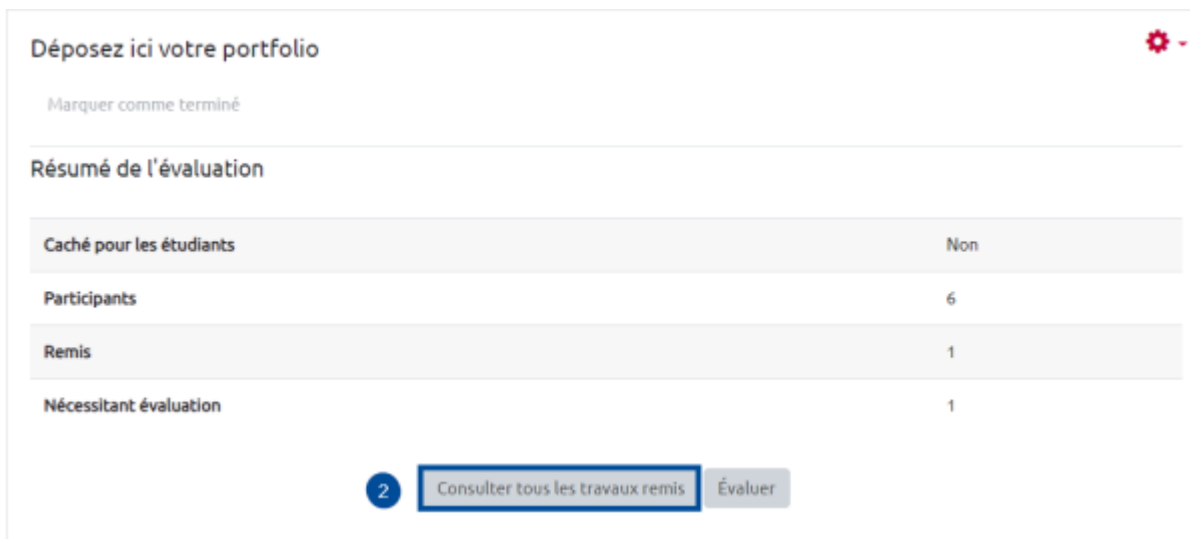 Déposez ici votre portfolio
Marquer comme terminé
Résumé de l'évaluation
Caché pour les étudiants Non
Participants 6
Remis 1
Nécessitant évaluation 1
2 Consulter tous les travaux remis Évaluer